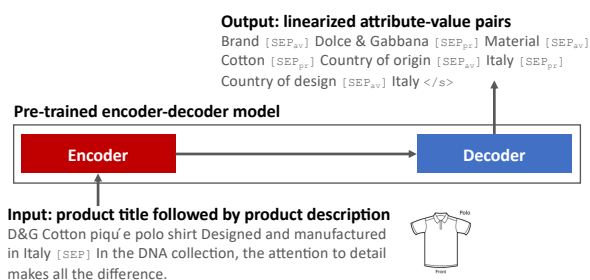 Output: linearized attribute-value pairs
Brand [SEPav] Dolce & Gabbana [SEPpr] Material [SEPav]
Cotton [SEPpr] Country of origin [SEPav] Italy [SEPpr]
Country of design [SEPav] Italy </s>
Pre-trained encoder-decoder model
Encoder
Decoder
Input: product title followed by product description
D&G Cotton piqu´e polo shirt Designed and manufactured
in Italy [SEP] In the DNA collection, the attention to detail
makes all the difference.
Polo
Front